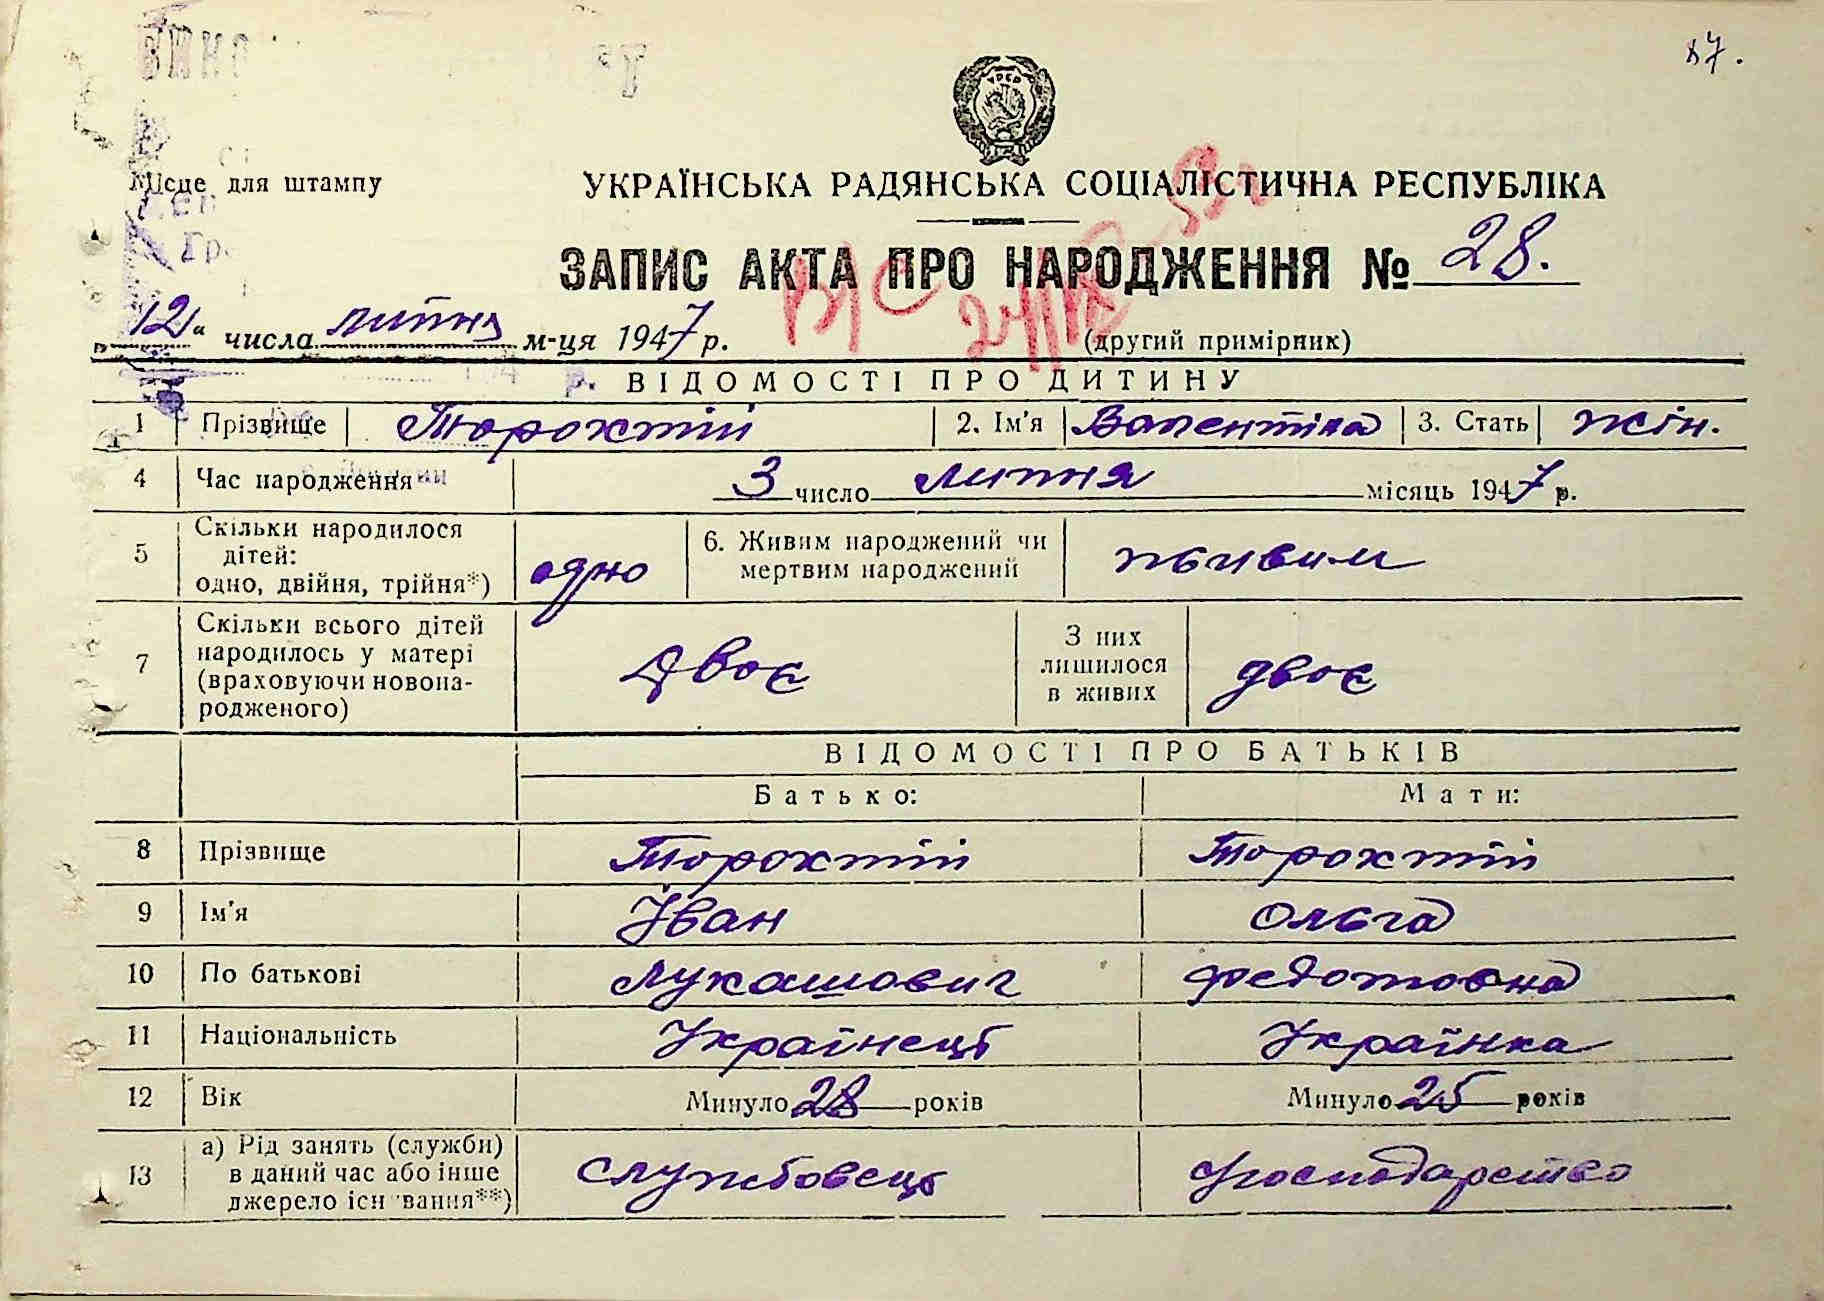 87.
УРСР
Місце для штампу
УКРАЇНСЬКА РАДЯНСЬКА СОЦІАЛІСТИЧНА РЕСПУБЛІКА
ЗАПИС АКТА ПРО НАРОДЖЕННЯ № 28.
„12“ числа липня м-ця 1947 р. (другий примірник)
ВІДОМОСТІ ПРО ДИТИНУ
1 Прізвище Торохтій 2. Ім'я Валентіна 3. Стать жін.
4 Час народження 3 число липня місяць 1947 р.
5 Скільки народилося дітей: одно, двійня, трійня*) одно 6. Живим народжений чи мертвим народжений живим
7 Скільки всього дітей народилось у матері (враховуючи новонародженого) Двоє З них лишилося в живих двоє
ВІДОМОСТІ ПРО БАТЬКІВ
Батько: Мати:
8 Прізвище Торохтій Торохтій
9 Ім'я Іван Ольга
10 По батькові Лукашович Федотовна
11 Національність Українець Українка
12 Вік Минуло 28 років Минуло 25 років
13 а) Рід занять (служби) в даний час або інше джерело існування**) Службовець Господарство